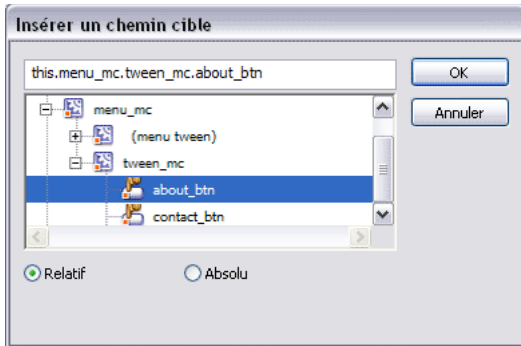 Insérer un chemin cible
this.menu_mc.tween_mc.about_btn
OK
menu_mc
Annuler
(menu tween)
tween_mc
about_btn
contact_btn
Relatif
Absolu